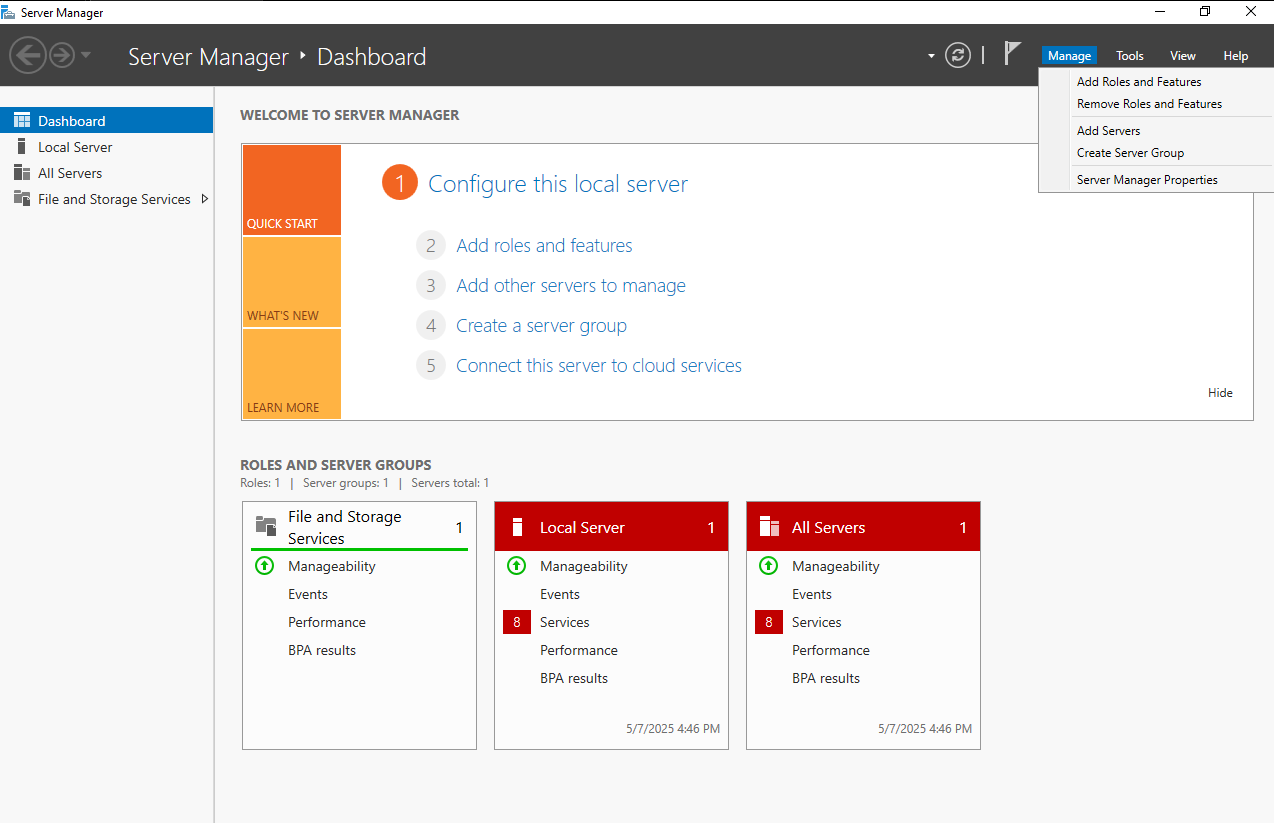 Server Manager
Server Manager ‣ Dashboard
Manage
Tools
View
Help
Add Roles and Features
Remove Roles and Features
Add Servers
Create Server Group
Server Manager Properties
Dashboard
Local Server
All Servers
File and Storage Services
WELCOME TO SERVER MANAGER
QUICK START
WHAT'S NEW
LEARN MORE
1 Configure this local server
2 Add roles and features
3 Add other servers to manage
4 Create a server group
5 Connect this server to cloud services
Hide
ROLES AND SERVER GROUPS
Roles: 1 | Server groups: 1 | Servers total: 1
File and Storage
Services
1
Manageability
Events
Performance
BPA results
Local Server 1
Manageability
Events
8 Services
Performance
BPA results
5/7/2025 4:46 PM
All Servers 1
Manageability
Events
8 Services
Performance
BPA results
5/7/2025 4:46 PM